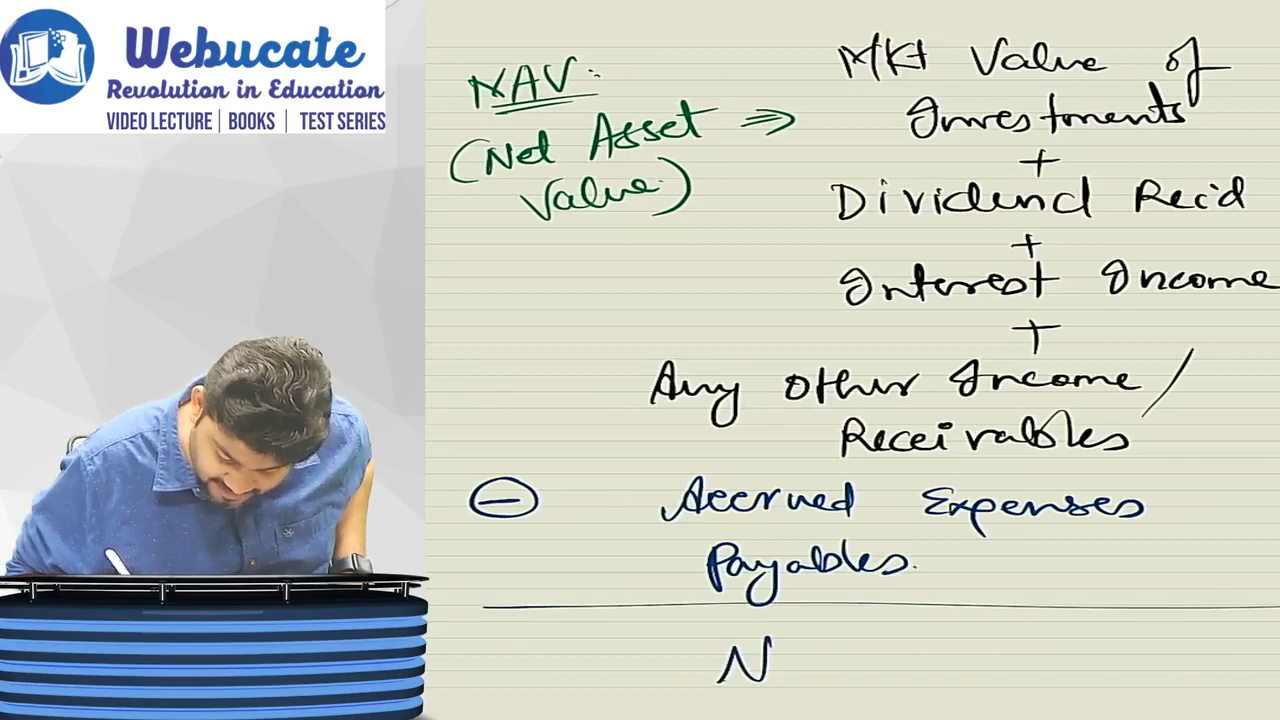 Webucate
Revolution in Education
VIDEO LECTURE | BOOKS | TEST SERIES
NAV:
(Net Asset ⇒
Value.)
Mkt Value of
Investments
+
Dividend Rec'd
+
Interest Income
+
Any other Income /
Receivables
⊖ Accrued Expenses
Payables.
N